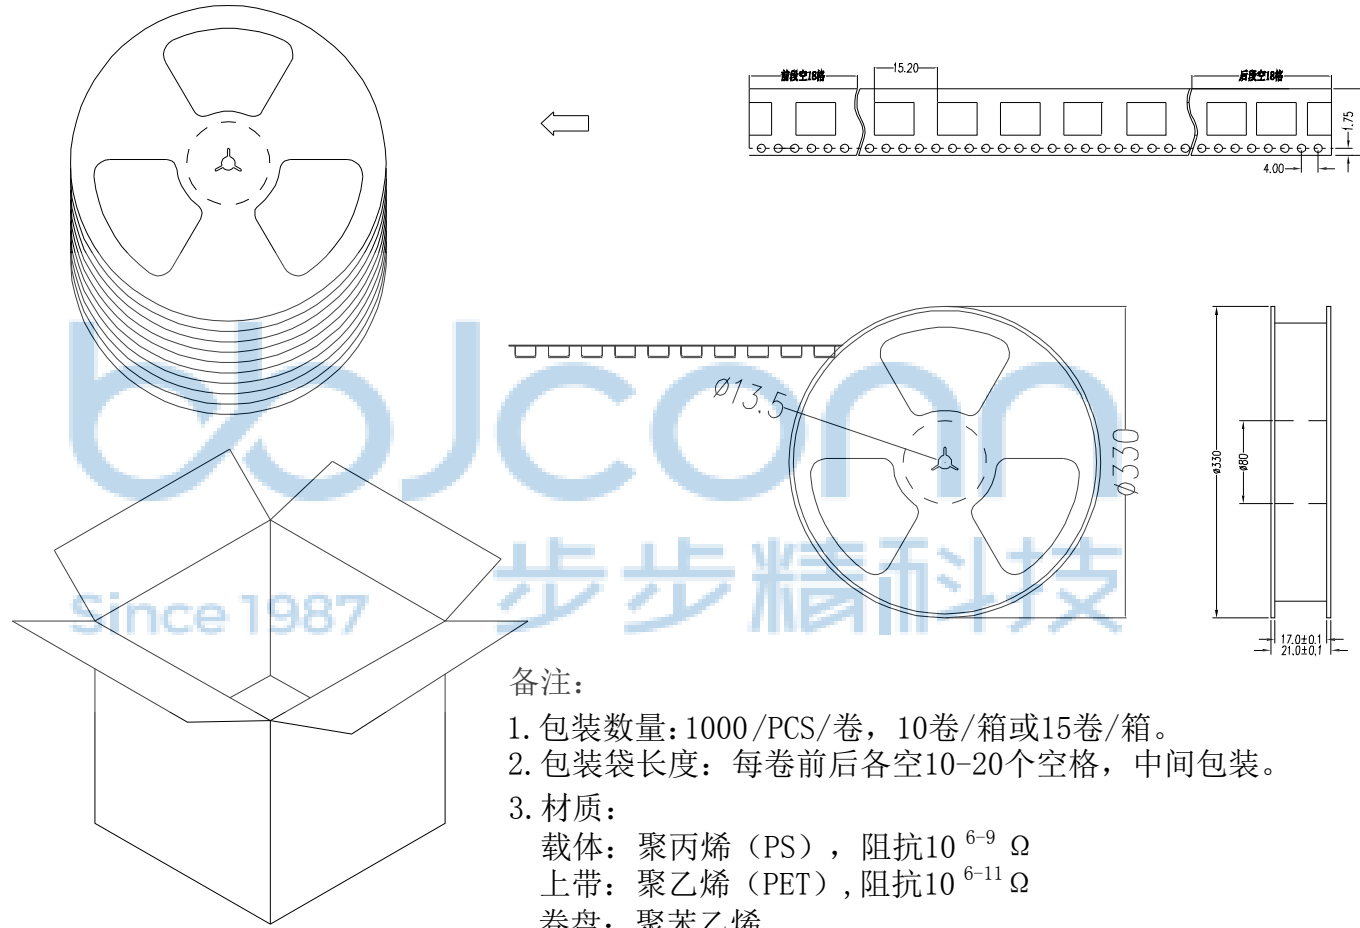 前段空18格
15.20
后段空18格
1.75
4.00
bbjconn
Ø13.5
Ø330
ø330
ø80
步步精科技
Since 1987
17.0±0.1
21.0±0.1
备注：
1.包装数量:1000/PCS/卷，10卷/箱或15卷/箱。
2.包装袋长度：每卷前后各空10-20个空格，中间包装。
3.材质：
载体：聚丙烯（PS），阻抗10 6-9 Ω
上带：聚乙烯（PET）,阻抗10 6-11 Ω
卷盘：聚苯乙烯